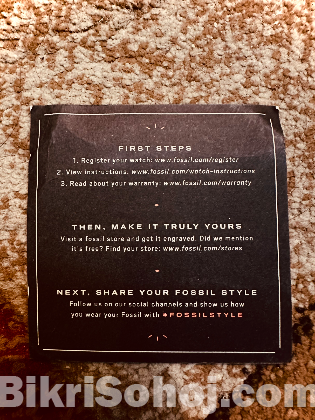 FIRST STEPS
1. Register your watch: www.fossil.com/register
2. View instructions: www.fossil.com/watch-instructions
3. Read about your warranty: www.fossil.com/warranty
THEN, MAKE IT TRULY YOURS
Visit a fossil store and get it engraved. Did we mention
it's free? Find your store: www.fossil.com/stores
NEXT, SHARE YOUR FOSSIL STYLE
Follow us on our social channels and show us how
you wear your Fossil with #FOSSILSTYLE
BikriSohoj.com